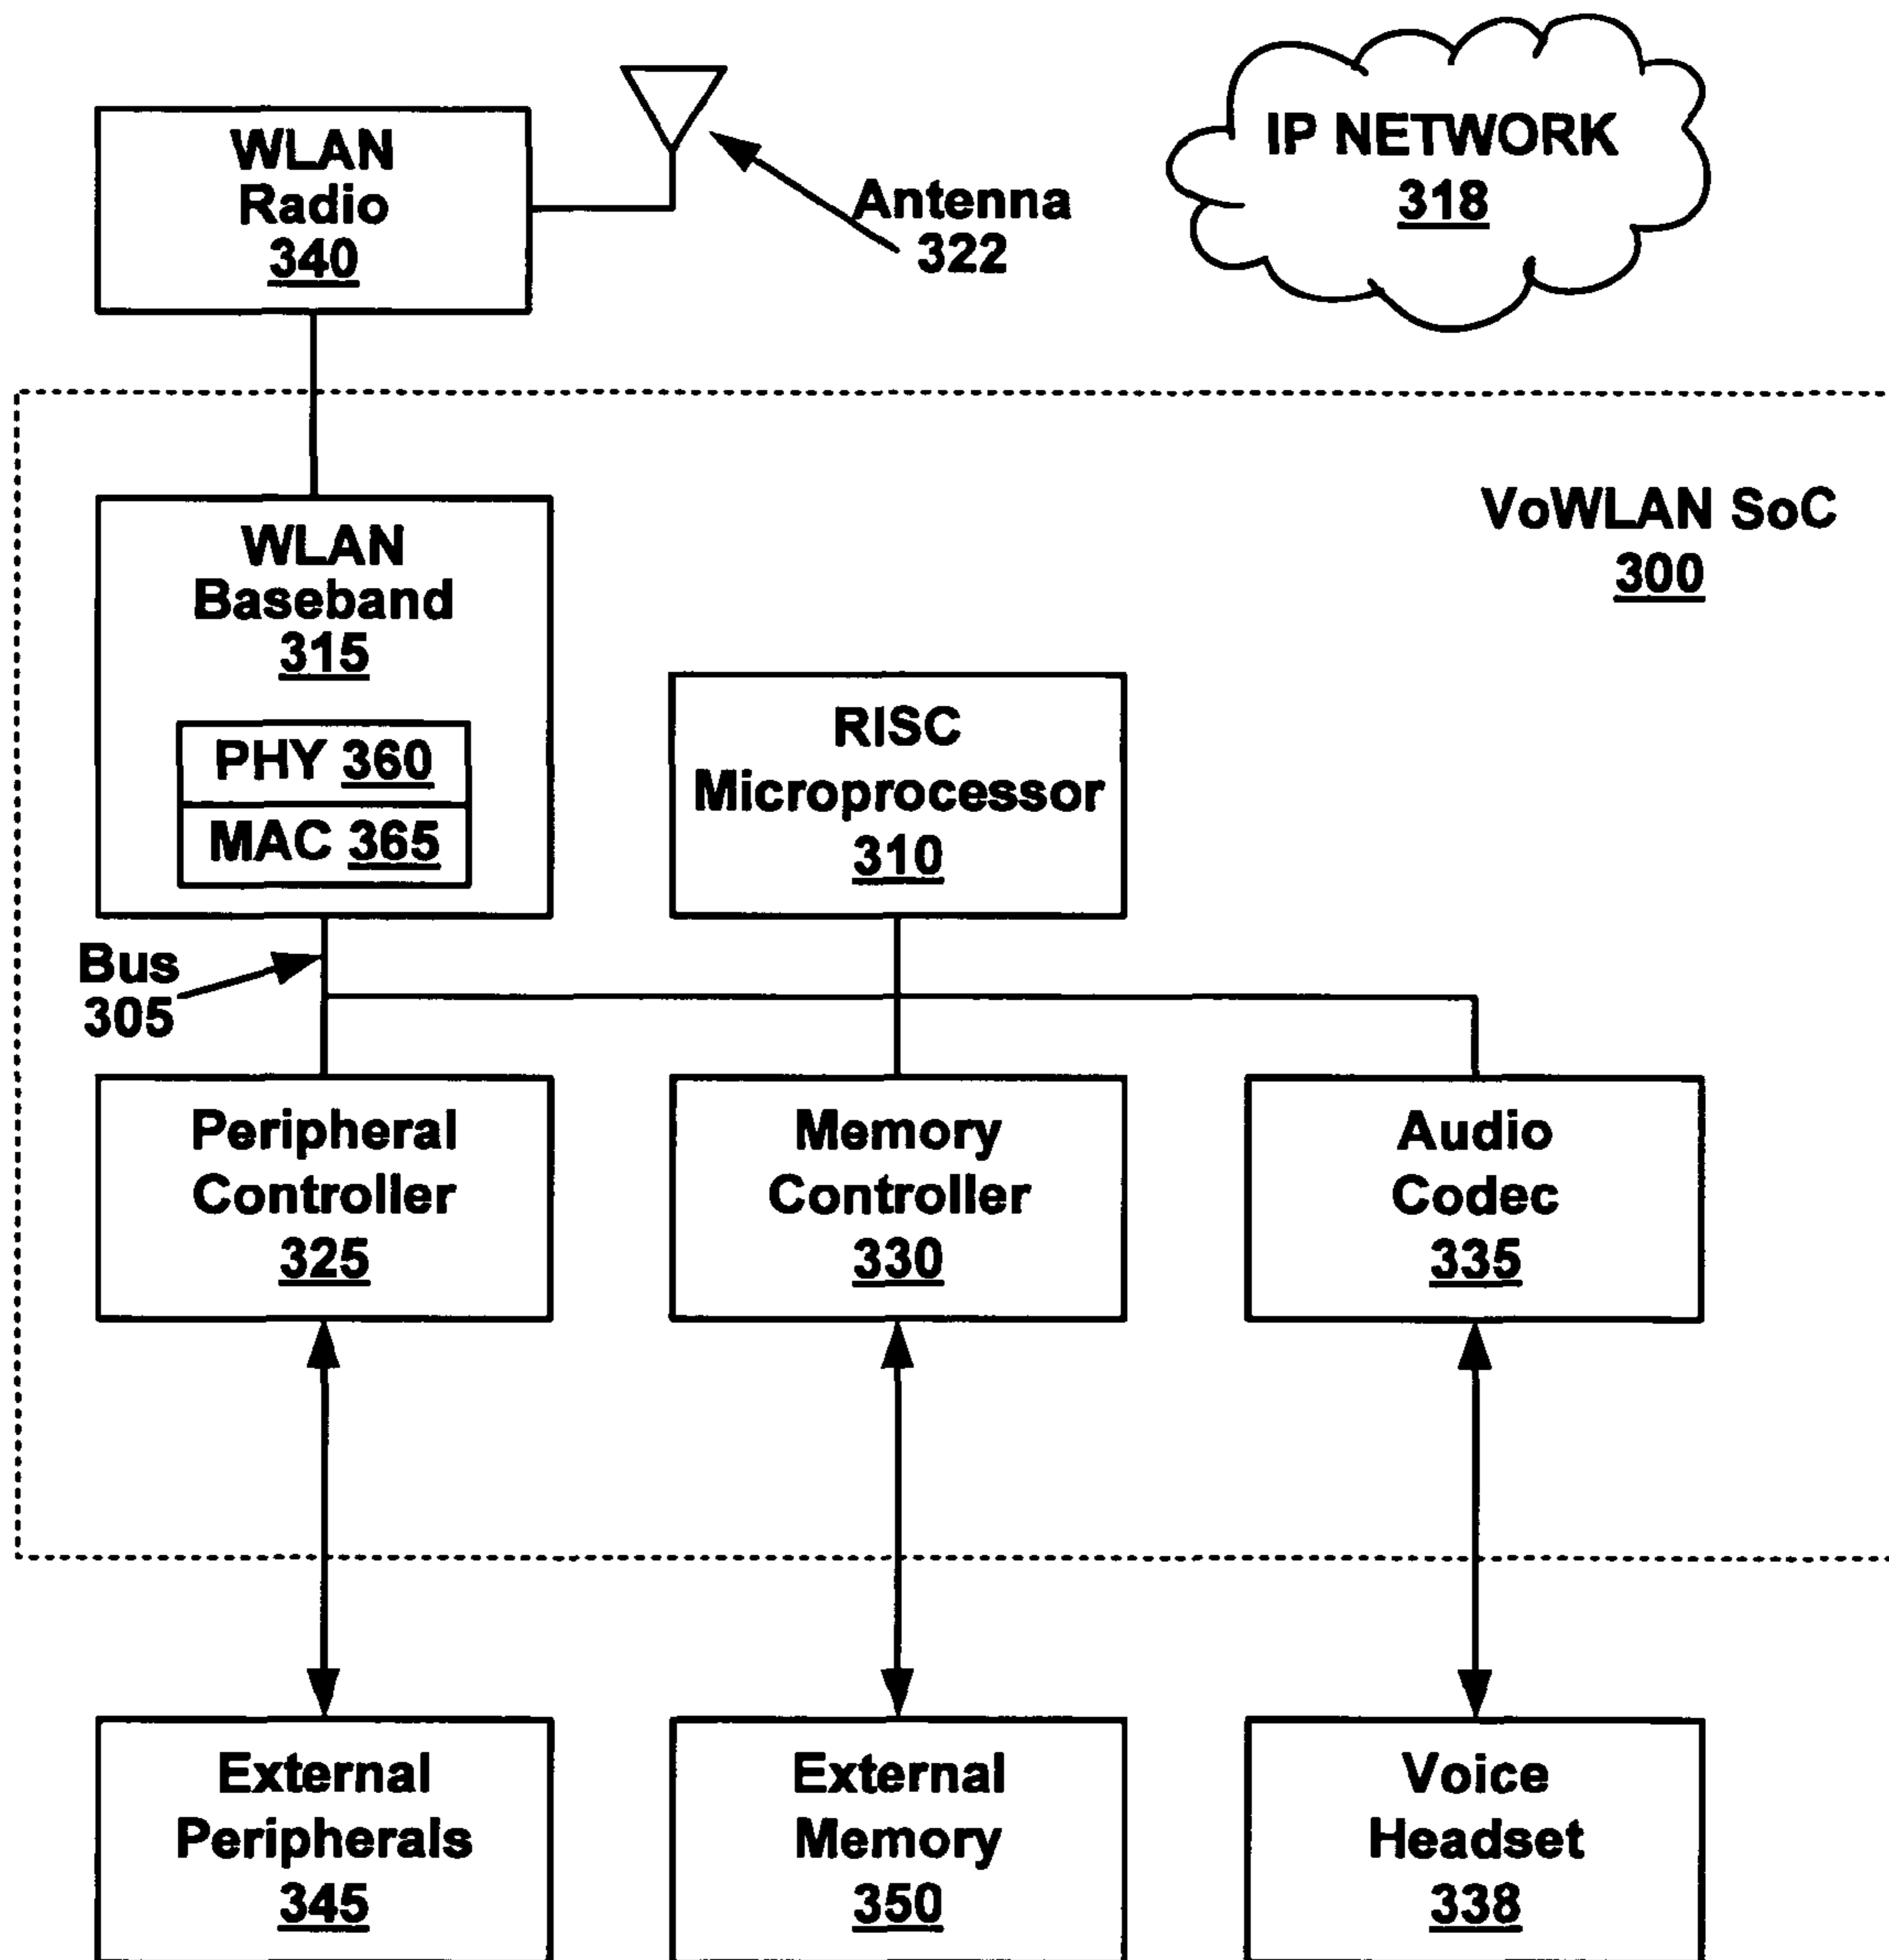 WLAN
Radio
340
Antenna
322
IP NETWORK
318
VoWLAN SoC
300
WLAN
Baseband
315
PHY 360
MAC 365
RISC
Microprocessor
310
Bus
305
Peripheral
Controller
325
Memory
Controller
330
Audio
Codec
335
External
Peripherals
345
External
Memory
350
Voice
Headset
338